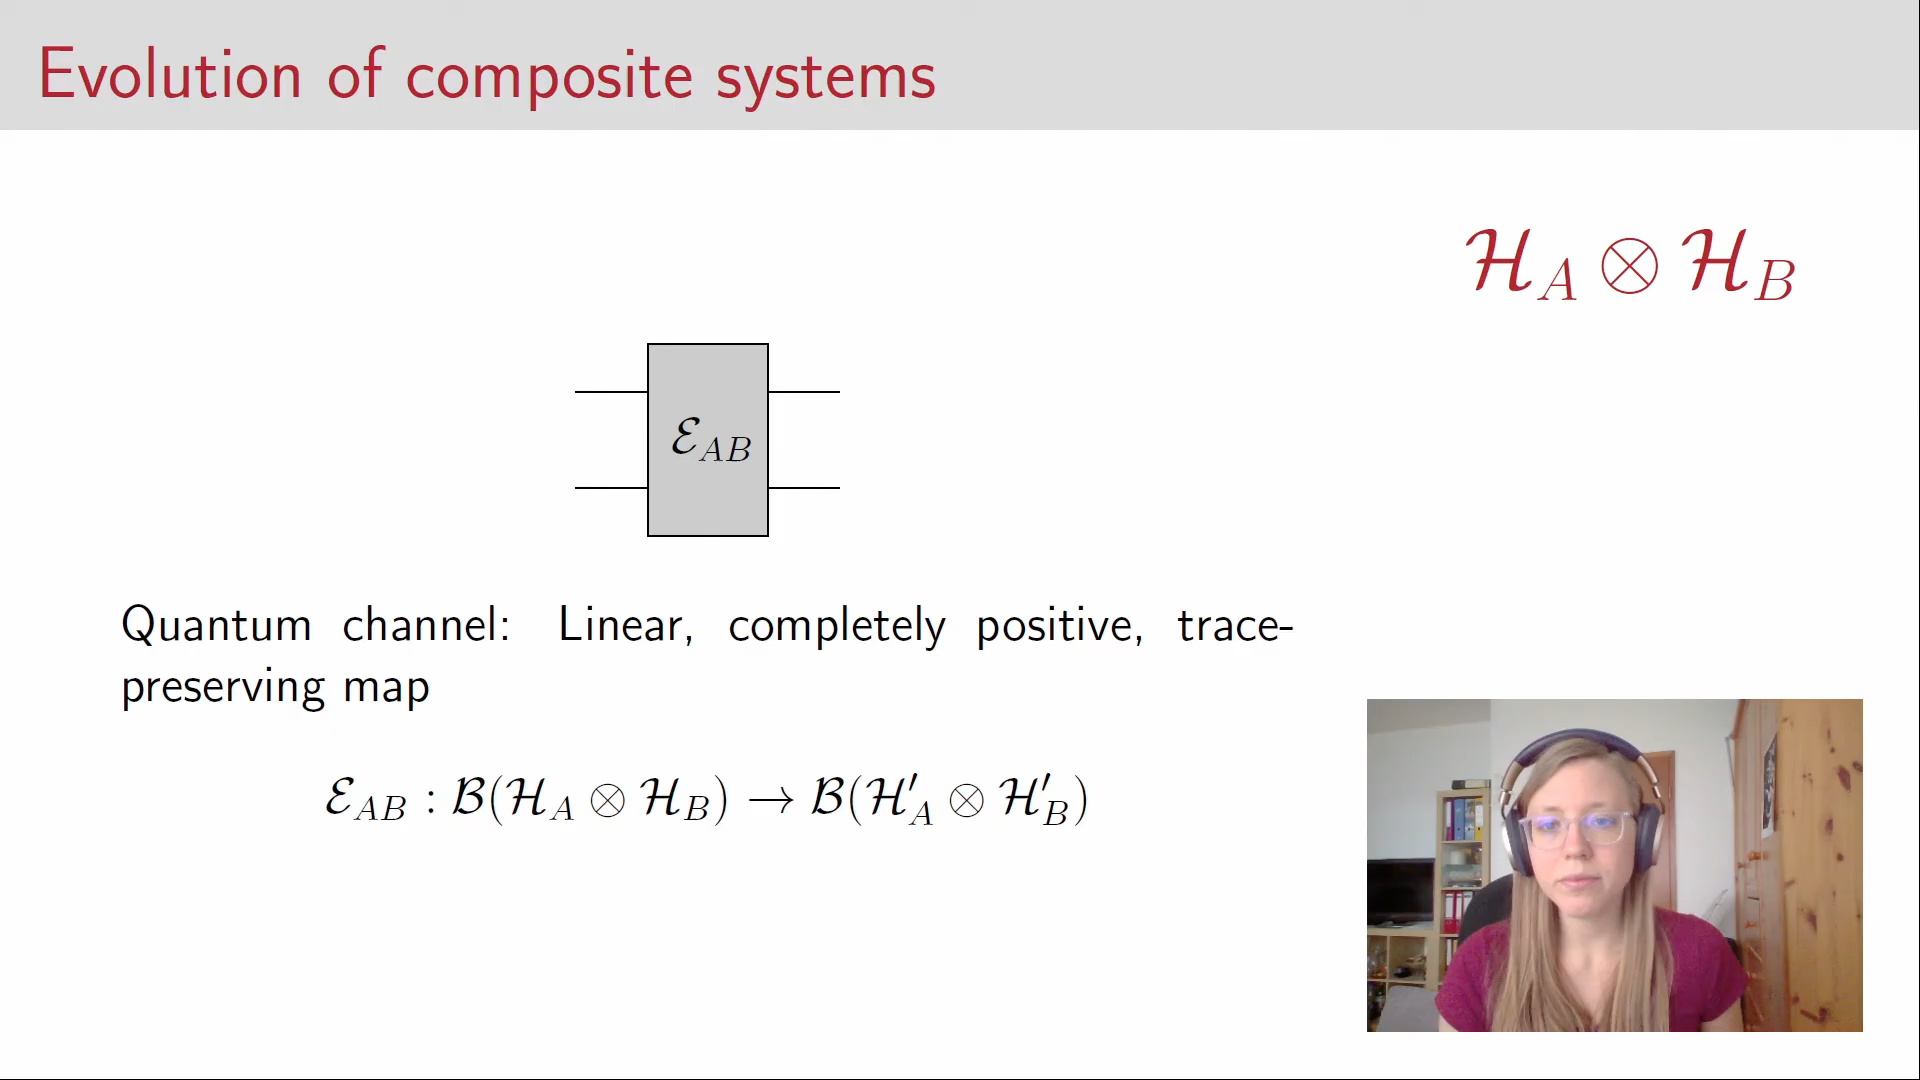 Evolution of composite systems
ℋ_A ⊗ ℋ_B
ℰ_AB
Quantum channel: Linear, completely positive, trace-
preserving map
ℰ_AB : ℬ(ℋ_A ⊗ ℋ_B) → ℬ(ℋ′_A ⊗ ℋ′_B)